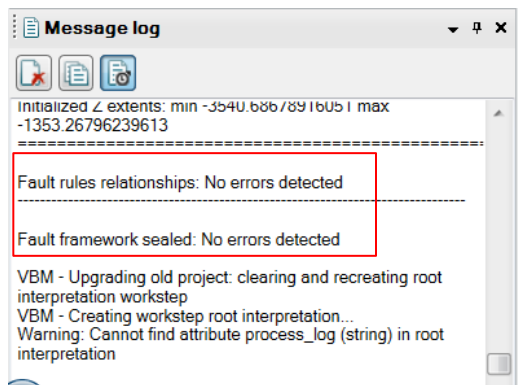 Message log
Initialized Z extents: min -3540.68678916051 max
-1353.26796239613
================================================
Fault rules relationships: No errors detected
--------------------------------------------------------------------------------
Fault framework sealed: No errors detected
VBM - Upgrading old project: clearing and recreating root
interpretation workstep
VBM - Creating workstep root interpretation...
Warning: Cannot find attribute process_log (string) in root
interpretation